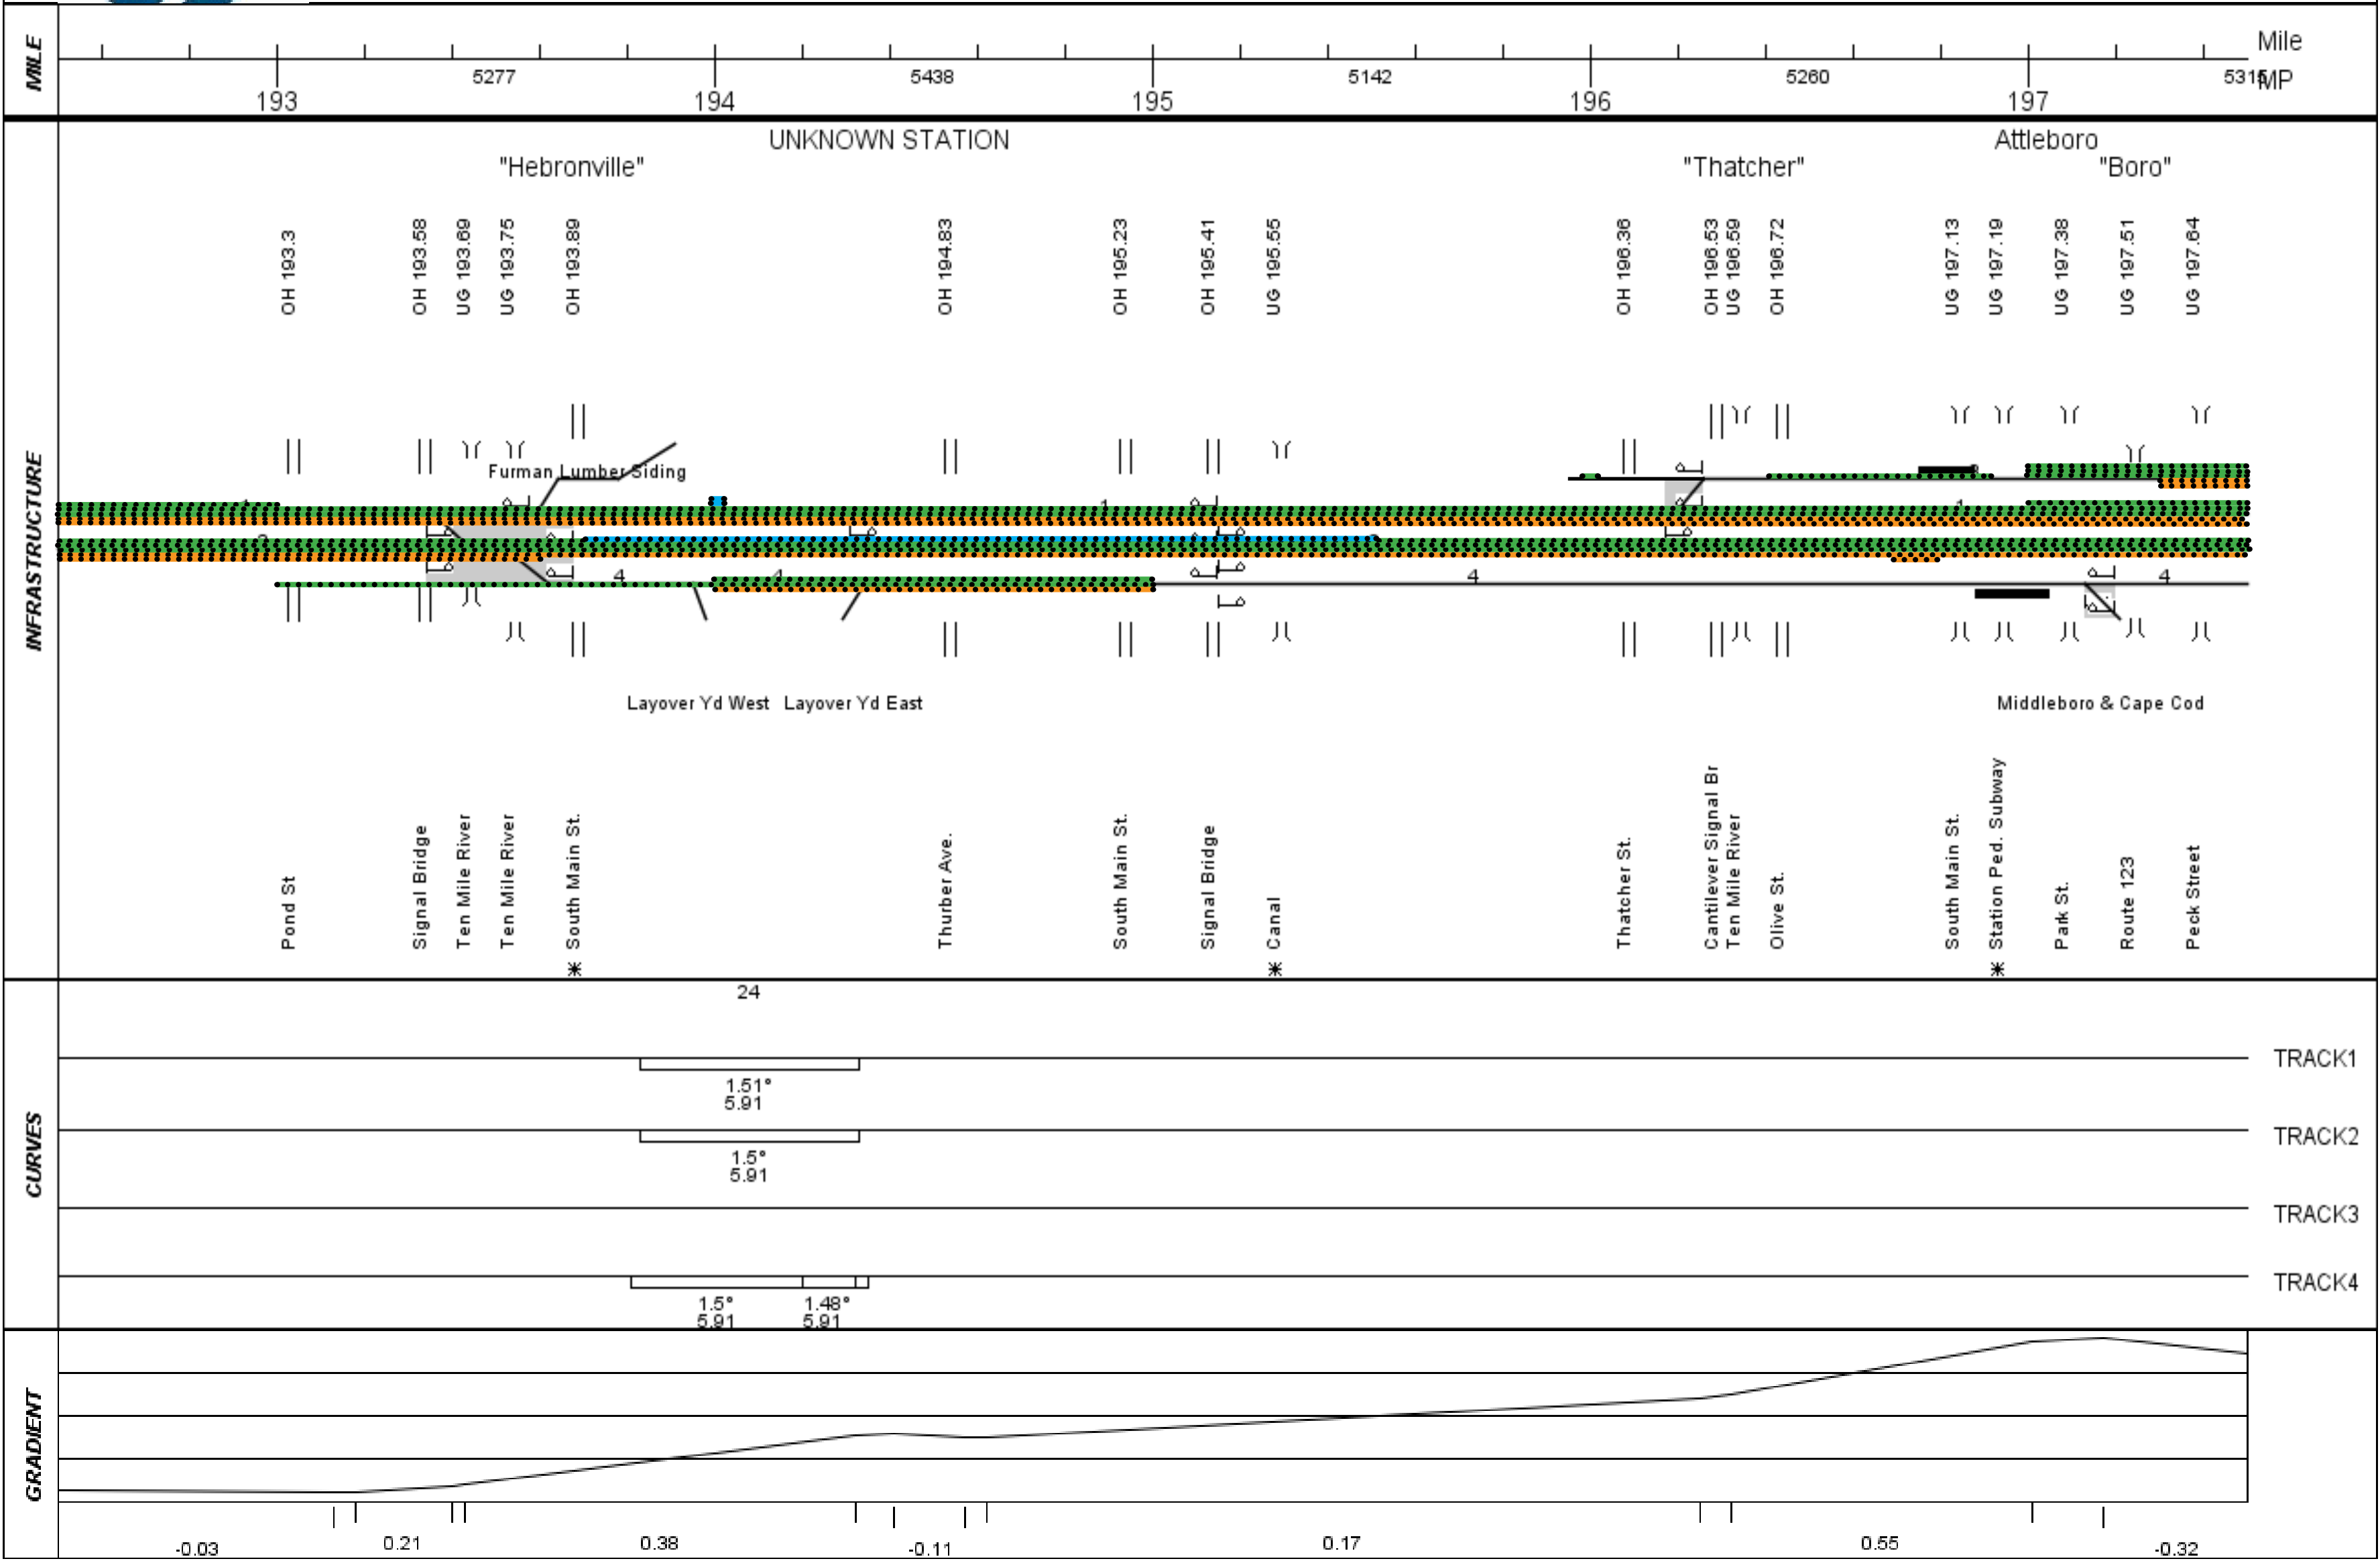 MILE
Mile
5277
5438
5142
5260
5315
MP
193
194
195
196
197
INFRASTRUCTURE
UNKNOWN STATION
Attleboro
"Hebronville"
"Thatcher"
"Boro"
OH 193.3
OH 193.58
UG 193.69
UG 193.75
OH 193.89
OH 194.83
OH 195.23
OH 195.41
UG 195.55
OH 196.36
OH 196.53
UG 196.59
OH 196.72
UG 197.13
UG 197.19
UG 197.38
UG 197.51
UG 197.64
Furman Lumber Siding
4
4
4
4
Layover Yd West
Layover Yd East
Middleboro & Cape Cod
Pond St
Signal Bridge
Ten Mile River
Ten Mile River
South Main St.
Thurber Ave.
South Main St.
Signal Bridge
Canal
Thatcher St.
Cantilever Signal Br
Ten Mile River
Olive St.
South Main St.
Station Ped. Subway
Park St.
Route 123
Peck Street
* * *
CURVES
24
TRACK1
1.51°
5.91
TRACK2
1.5°
5.91
TRACK3
TRACK4
1.5° 1.48°
5.91 5.91
GRADIENT
-0.03 0.21 0.38 -0.11 0.17 0.55 -0.32